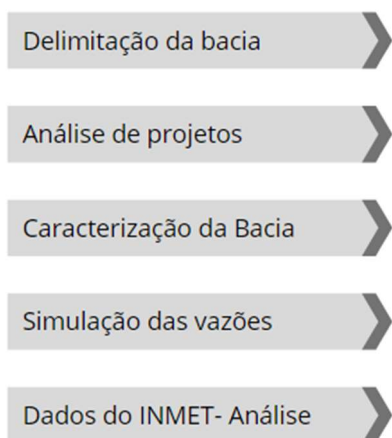 Delimitação da bacia
Análise de projetos
Caracterização da Bacia
Simulação das vazões
Dados do INMET- Análise